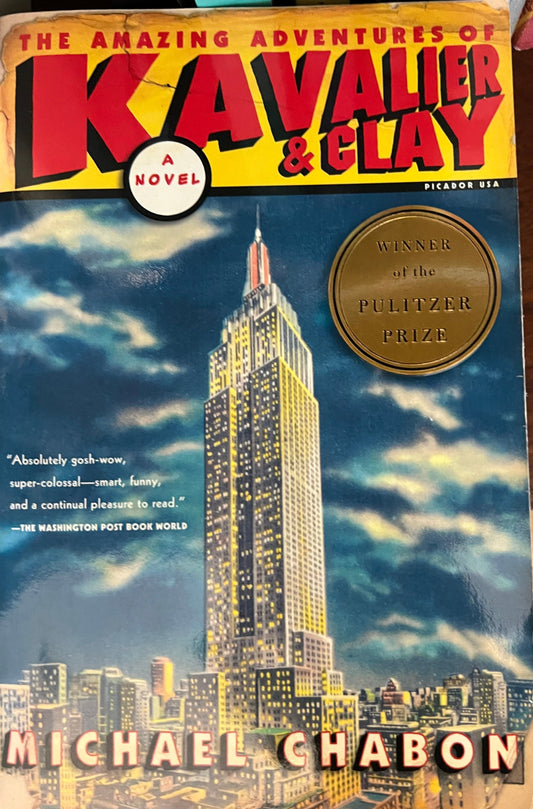 THE AMAZING ADVENTURES OF
KAVALIER
& CLAY
A
NOVEL
PICADOR USA
WINNER
of the
PULITZER
PRIZE
“Absolutely gosh-wow,
super-colossal—smart, funny,
and a continual pleasure to read.”
—THE WASHINGTON POST BOOK WORLD
MICHAEL CHABON